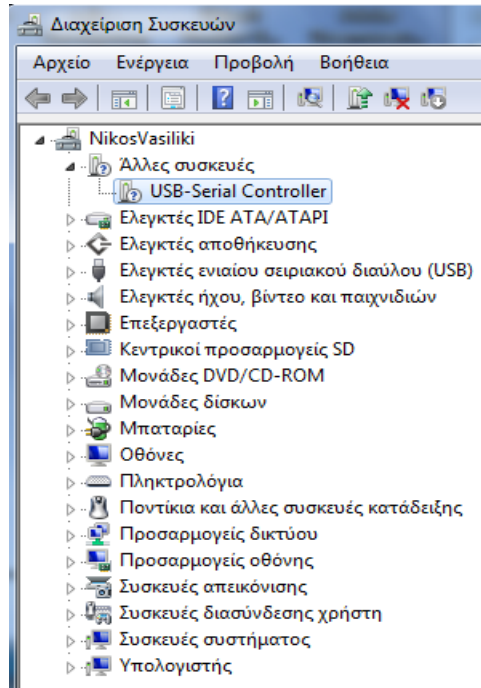 Διαχείριση Συσκευών
Αρχείο Ενέργεια Προβολή Βοήθεια
NikosVasiliki
Άλλες συσκευές
USB-Serial Controller
Ελεγκτές IDE ATA/ATAPI
Ελεγκτές αποθήκευσης
Ελεγκτές ενιαίου σειριακού διαύλου (USB)
Ελεγκτές ήχου, βίντεο και παιχνιδιών
Επεξεργαστές
Κεντρικοί προσαρμογείς SD
Μονάδες DVD/CD-ROM
Μονάδες δίσκων
Μπαταρίες
Οθόνες
Πληκτρολόγια
Ποντίκια και άλλες συσκευές κατάδειξης
Προσαρμογείς δικτύου
Προσαρμογείς οθόνης
Συσκευές απεικόνισης
Συσκευές διασύνδεσης χρήστη
Συσκευές συστήματος
Υπολογιστής